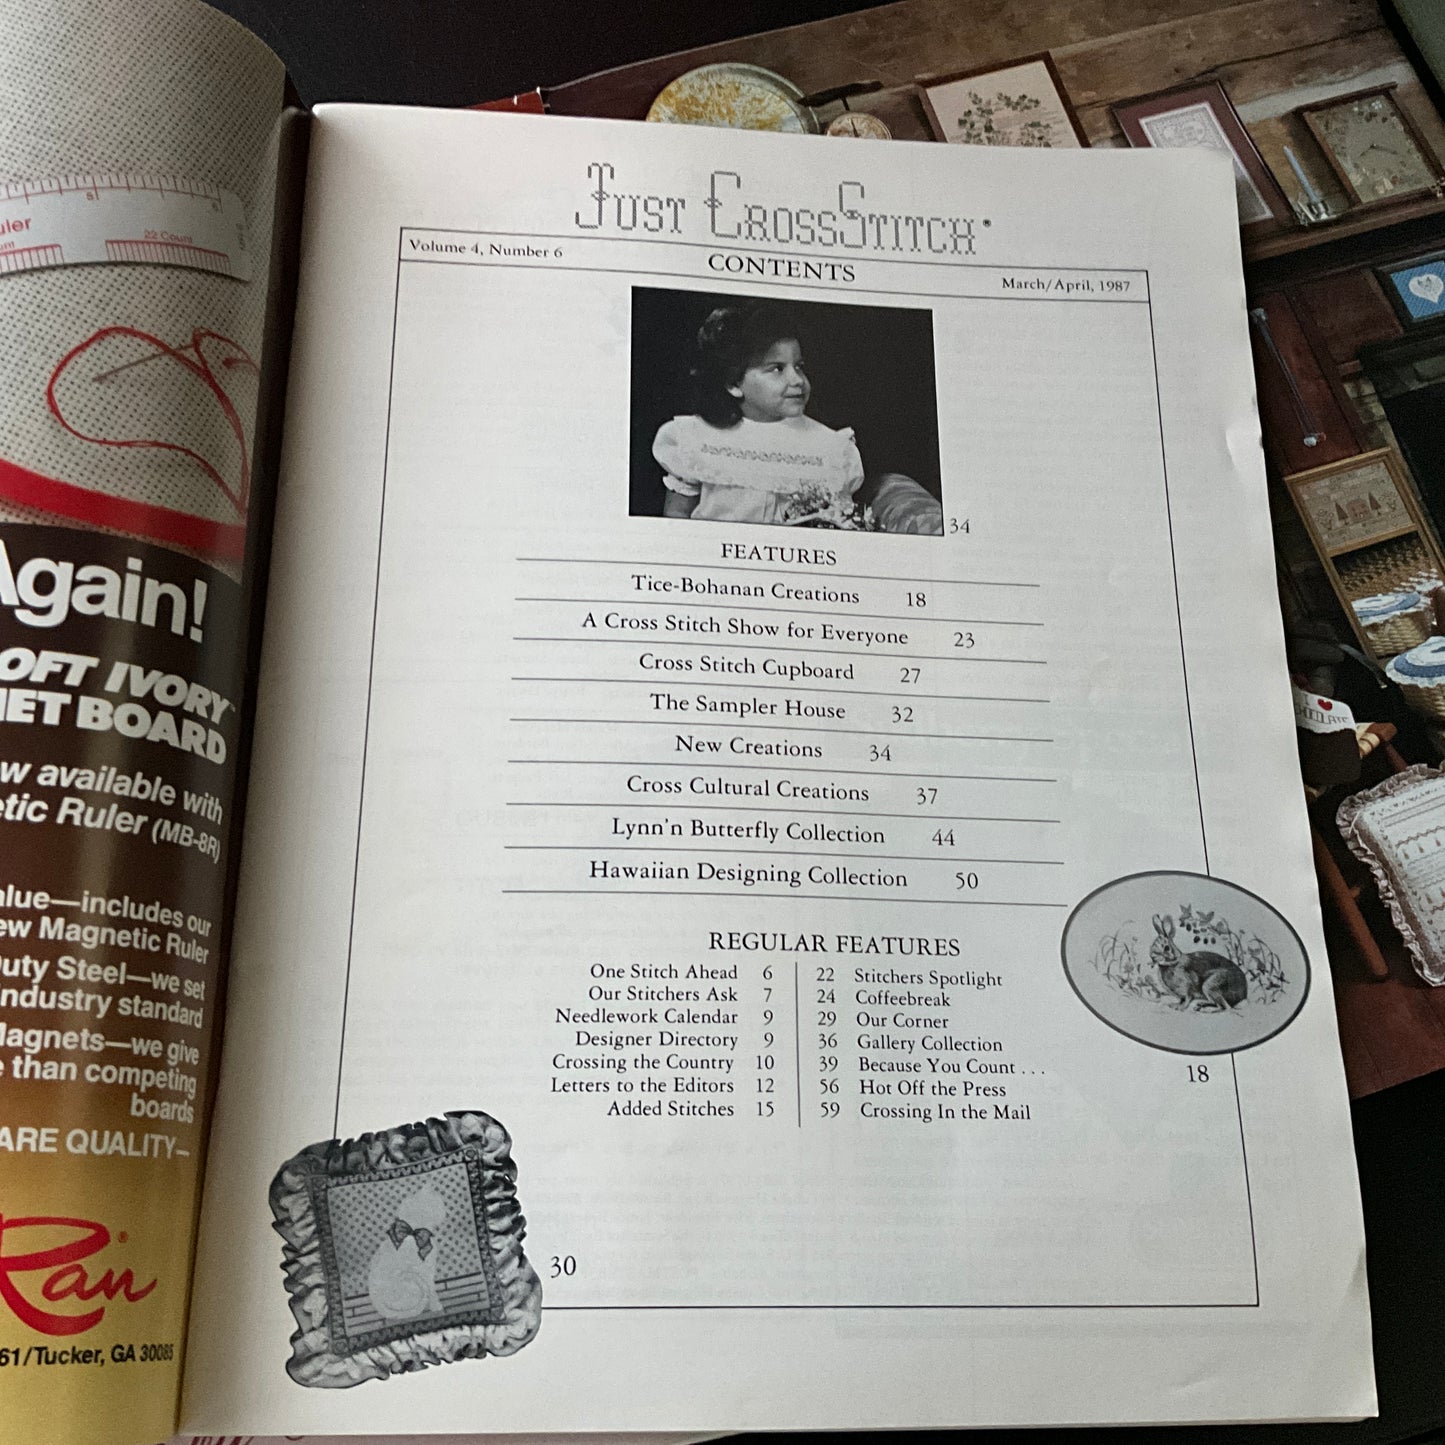 22 Count
Again!
OFT IVORY™
NET BOARD
w available with
etic Ruler (MB-8R)
alue—includes our
ew Magnetic Ruler
uty Steel—we set
ndustry standard
Magnets—we give
e than competing
boards
ARE QUALITY—
Ran®
61/Tucker, GA 30085
JUST CROSSSTITCH®
Volume 4, Number 6
CONTENTS
March/April, 1987
34
FEATURES
Tice-Bohanan Creations 18
A Cross Stitch Show for Everyone 23
Cross Stitch Cupboard 27
The Sampler House 32
New Creations 34
Cross Cultural Creations 37
Lynn'n Butterfly Collection 44
Hawaiian Designing Collection 50
REGULAR FEATURES
One Stitch Ahead 6
Our Stitchers Ask 7
Needlework Calendar 9
Designer Directory 9
Crossing the Country 10
Letters to the Editors 12
Added Stitches 15
22 Stitchers Spotlight
24 Coffeebreak
29 Our Corner
36 Gallery Collection
39 Because You Count . . .
56 Hot Off the Press
59 Crossing In the Mail
18
30